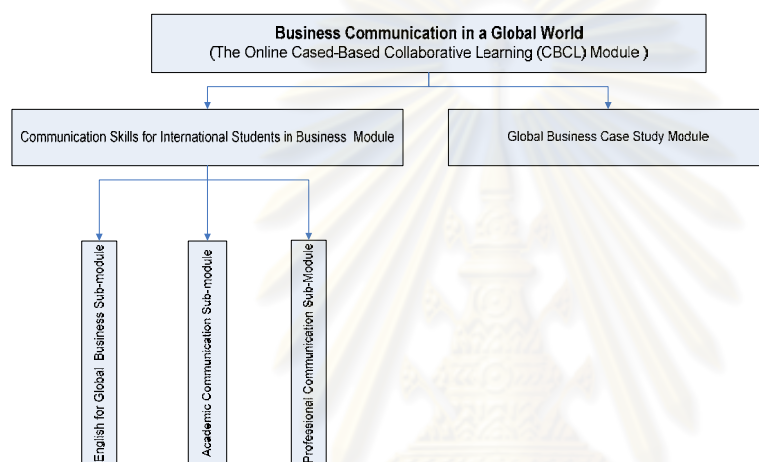 Business Communication in a Global World
(The Online Cased-Based Collaborative Learning (CBCL) Module )
Communication Skills for International Students in Business Module
Global Business Case Study Module
English for Global Business Sub-module
Academic Communication Sub-module
Professional Communication Sub-Module